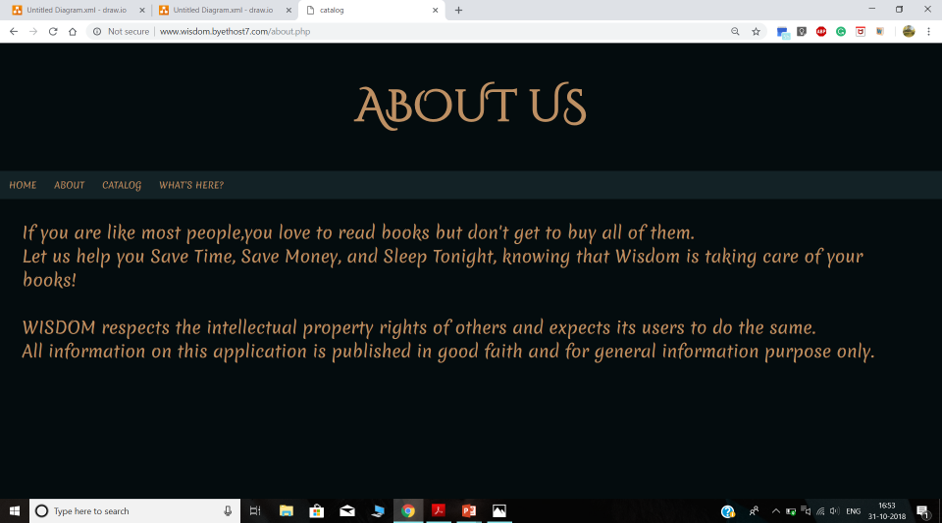 Untitled Diagram.xml - draw.io
Untitled Diagram.xml - draw.io
catalog
Not secure
www.wisdom.byethost7.com/about.php
ABP
ABOUT US
HOME ABOUT CATALOG WHAT'S HERE?
If you are like most people,you love to read books but don't get to buy all of them.
Let us help you Save Time, Save Money, and Sleep Tonight, knowing that Wisdom is taking care of your
books!
WISDOM respects the intellectual property rights of others and expects its users to do the same.
All information on this application is published in good faith and for general information purpose only.
Type here to search
ENG
16:53
31-10-2018
1